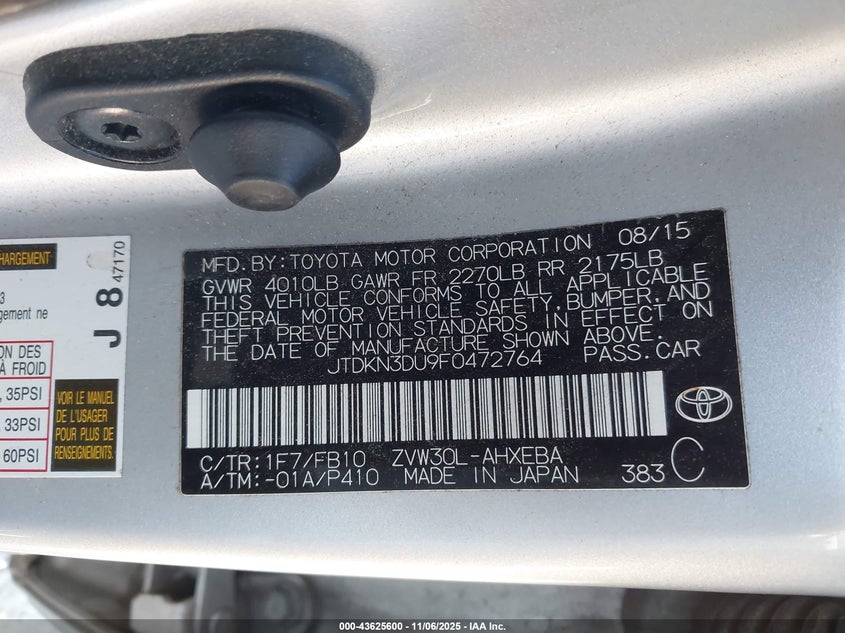 MFD. BY: TOYOTA MOTOR CORPORATION 08/15
GVWR 4010LB GAWR FR 2270LB RR 2175LB
THIS VEHICLE CONFORMS TO ALL APPLICABLE
FEDERAL MOTOR VEHICLE SAFETY, BUMPER, AND
THEFT PREVENTION STANDARDS IN EFFECT ON
THE DATE OF MANUFACTURE SHOWN ABOVE.
JTDKN3DU9F0472764 PASS. CAR
C/TR: 1F7/FB10 ZVW30L-AHXEBA
A/TM: -01A/P410 MADE IN JAPAN 383 C
HARGEMENT
3
gement ne
J 8 47170
ON DES
À FROID
, 35PSI
, 33PSI
60PSI
VOIR LE MANUEL
DE L'USAGER
POUR PLUS DE
RENSEIGNEMENTS.
000-43625600 - 11/06/2025 - IAA Inc.